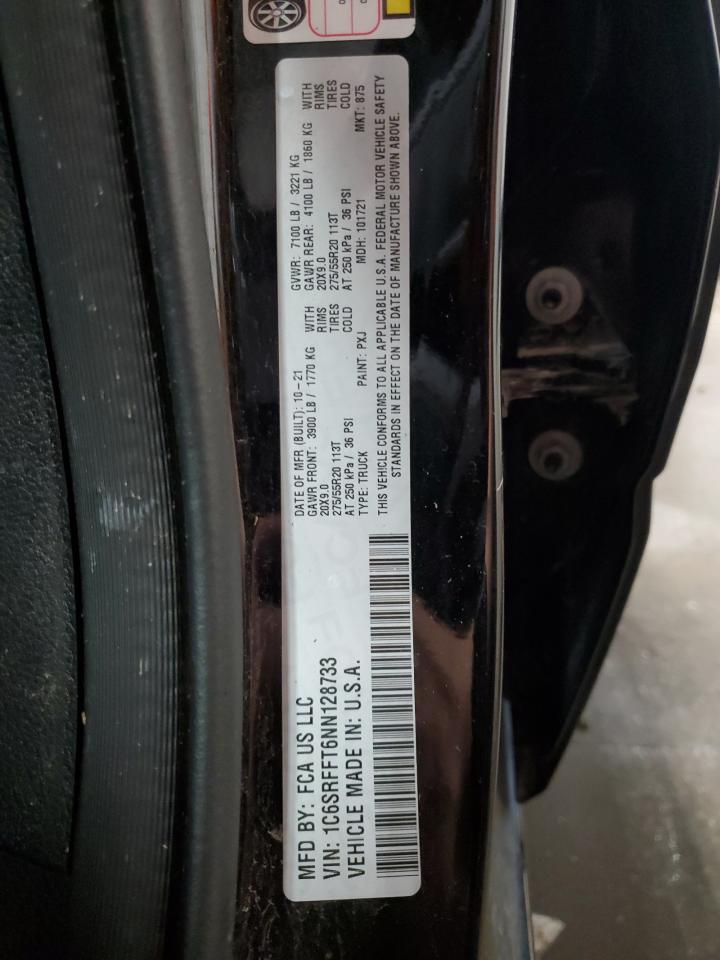 MFD BY: FCA US LLC
VIN: 1C6SRFFT6NN128733
VEHICLE MADE IN: U.S.A.
DATE OF MFR (BUILT): 10-21 GVWR: 7100 LB / 3221 KG
GAWR FRONT: 3900 LB / 1770 KG WITH GAWR REAR: 4100 LB / 1860 KG WITH
20X9.0 RIMS 20X9.0 RIMS
275/55R20 113T TIRES 275/55R20 113T TIRES
AT 250 kPa / 36 PSI COLD AT 250 kPa / 36 PSI COLD
TYPE: TRUCK PAINT: PXJ MDH: 101721 MKT: 875
THIS VEHICLE CONFORMS TO ALL APPLICABLE U.S.A. FEDERAL MOTOR VEHICLE SAFETY
STANDARDS IN EFFECT ON THE DATE OF MANUFACTURE SHOWN ABOVE.